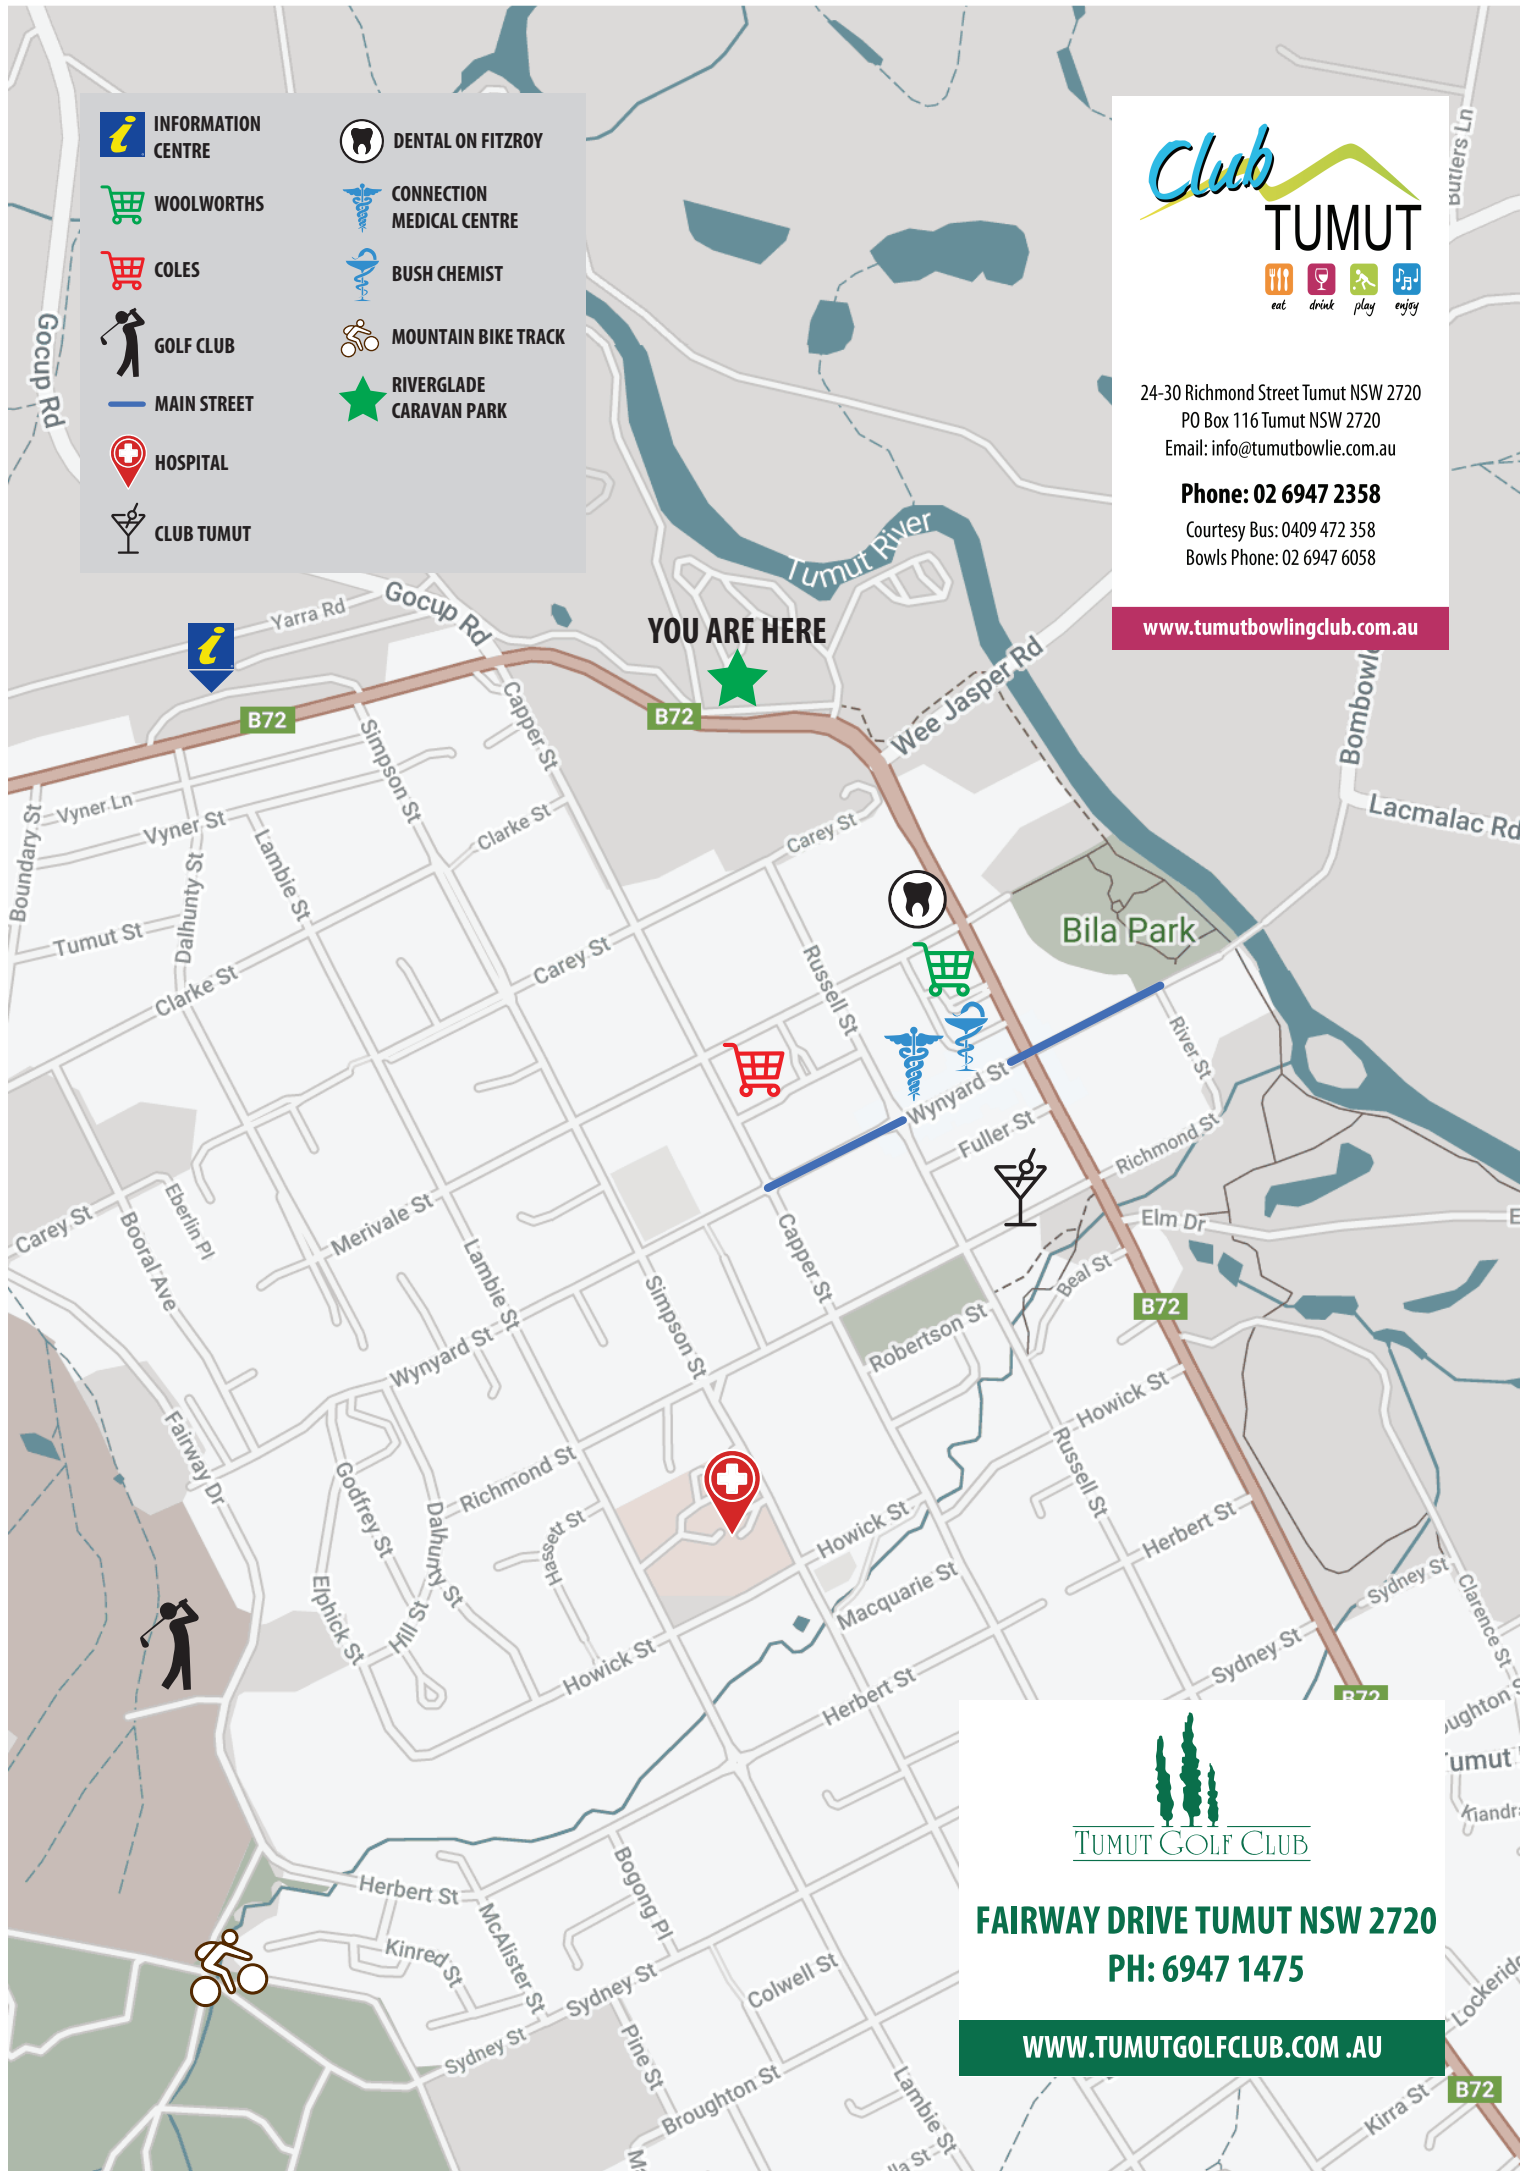 INFORMATION
CENTRE
WOOLWORTHS
COLES
GOLF CLUB
MAIN STREET
HOSPITAL
CLUB TUMUT
DENTAL ON FITZROY
CONNECTION
MEDICAL CENTRE
BUSH CHEMIST
MOUNTAIN BIKE TRACK
RIVERGLADE
CARAVAN PARK
Club
TUMUT
eat
drink
play
enjoy
24-30 Richmond Street Tumut NSW 2720
PO Box 116 Tumut NSW 2720
Email: info@tumutbowlie.com.au
Phone: 02 6947 2358
Courtesy Bus: 0409 472 358
Bowls Phone: 02 6947 6058
www.tumutbowlingclub.com.au
Butlers Ln
Gocup Rd
Tumut River
Yarra Rd
Gocup Rd
YOU ARE HERE
Wee Jasper Rd
B72
B72
Capper St
Simpson St
Lacmalac Rd
Vyner Ln
Vyner St
Boundary St
Dalhunty St
Lambie St
Clarke St
Carey St
Tumut St
Clarke St
Carey St
Russell St
Bila Park
River St
Wynyard St
Fuller St
Richmond St
Elm Dr
Beal St
B72
Carey St
Eberlin Pl
Booral Ave
Merivale St
Lambie St
Capper St
Simpson St
Robertson St
Wynyard St
Howick St
Fairway Dr
Richmond St
Godfrey St
Dalhunty St
Hassett St
Howick St
Russell St
Herbert St
Elphick St
Hill St
Howick St
Macquarie St
Herbert St
Sydney St
Sydney St
Clarence St
B72
Herbert St
Bogong Pl
McAlister St
Kinred St
Sydney St
Colwell St
Sydney St
Pine St
Broughton St
Lambie St
Kirra St
B72
TUMUT GOLF CLUB
FAIRWAY DRIVE TUMUT NSW 2720
PH: 6947 1475
WWW.TUMUTGOLFCLUB.COM .AU